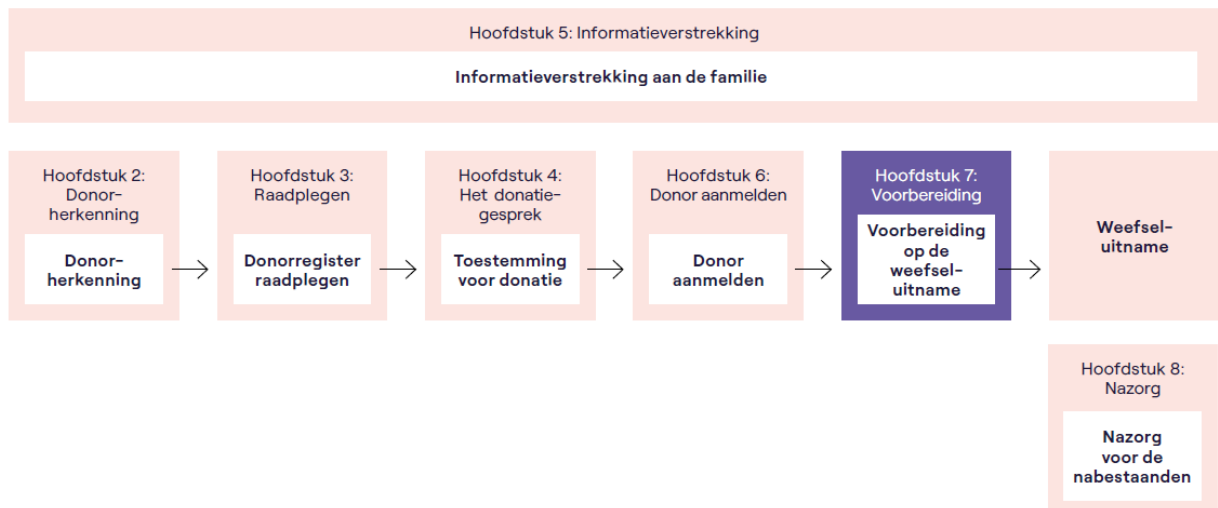 Hoofdstuk 5: Informatieverstrekking
Informatieverstrekking aan de familie
Hoofdstuk 2:
Donor-
herkenning
Donor-
herkenning
Hoofdstuk 3:
Raadplegen
Donorregister
raadplegen
Hoofdstuk 4:
Het donatie-
gesprek
Toestemming
voor donatie
Hoofdstuk 6:
Donor aanmelden
Donor
aanmelden
Hoofdstuk 7:
Voorbereiding
Voorbereiding
op de
weefsel-
uitname
Weefsel-
uitname
Hoofdstuk 8:
Nazorg
Nazorg
voor de
nabestaanden